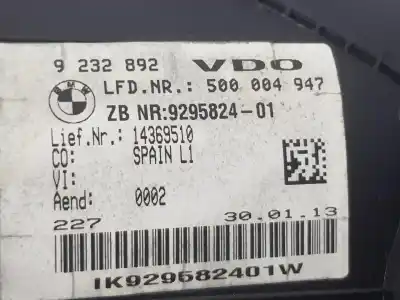 9 232 892 VDO
LFD.NR.: 500 004 947
ZB NR:9295824-01
Lief.Nr.: 14369510
CO: SPAIN L1
VI:
Aend: 0002
227 30.01.13
IK929582401W